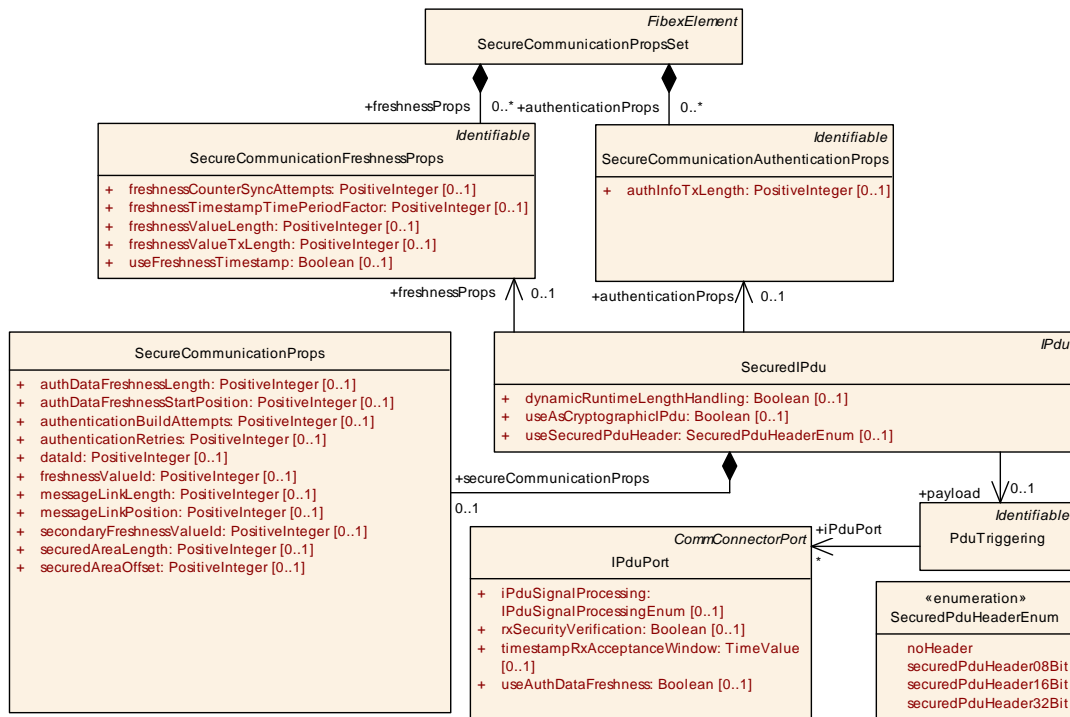 FibexElement
SecureCommunicationPropsSet
+freshnessProps 0..* +authenticationProps 0..*
Identifiable
SecureCommunicationFreshnessProps
+ freshnessCounterSyncAttempts: PositiveInteger [0..1]
+ freshnessTimestampTimePeriodFactor: PositiveInteger [0..1]
+ freshnessValueLength: PositiveInteger [0..1]
+ freshnessValueTxLength: PositiveInteger [0..1]
+ useFreshnessTimestamp: Boolean [0..1]
Identifiable
SecureCommunicationAuthenticationProps
+ authInfoTxLength: PositiveInteger [0..1]
+freshnessProps 0..1 +authenticationProps 0..1
SecureCommunicationProps
+ authDataFreshnessLength: PositiveInteger [0..1]
+ authDataFreshnessStartPosition: PositiveInteger [0..1]
+ authenticationBuildAttempts: PositiveInteger [0..1]
+ authenticationRetries: PositiveInteger [0..1]
+ dataId: PositiveInteger [0..1]
+ freshnessValueId: PositiveInteger [0..1]
+ messageLinkLength: PositiveInteger [0..1]
+ messageLinkPosition: PositiveInteger [0..1]
+ secondaryFreshnessValueId: PositiveInteger [0..1]
+ securedAreaLength: PositiveInteger [0..1]
+ securedAreaOffset: PositiveInteger [0..1]
IPdu
SecuredIPdu
+ dynamicRuntimeLengthHandling: Boolean [0..1]
+ useAsCryptographicIPdu: Boolean [0..1]
+ useSecuredPduHeader: SecuredPduHeaderEnum [0..1]
+secureCommunicationProps
0..1
+payload 0..1
Identifiable
PduTriggering
+iPduPort
*
CommConnectorPort
IPduPort
+ iPduSignalProcessing:
IPduSignalProcessingEnum [0..1]
+ rxSecurityVerification: Boolean [0..1]
+ timestampRxAcceptanceWindow: TimeValue
[0..1]
+ useAuthDataFreshness: Boolean [0..1]
«enumeration»
SecuredPduHeaderEnum
noHeader
securedPduHeader08Bit
securedPduHeader16Bit
securedPduHeader32Bit